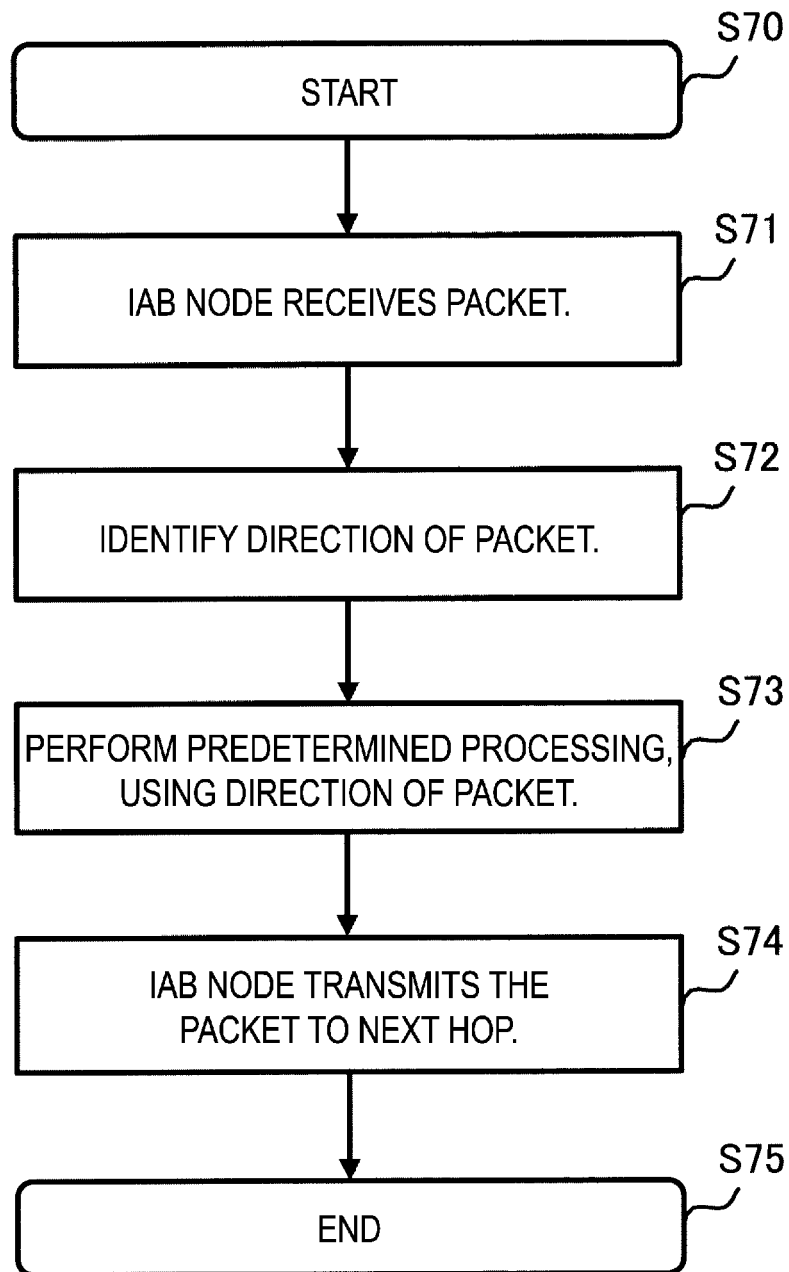 S70
START
S71
IAB NODE RECEIVES PACKET.
S72
IDENTIFY DIRECTION OF PACKET.
S73
PERFORM PREDETERMINED PROCESSING,
USING DIRECTION OF PACKET.
S74
IAB NODE TRANSMITS THE
PACKET TO NEXT HOP.
S75
END